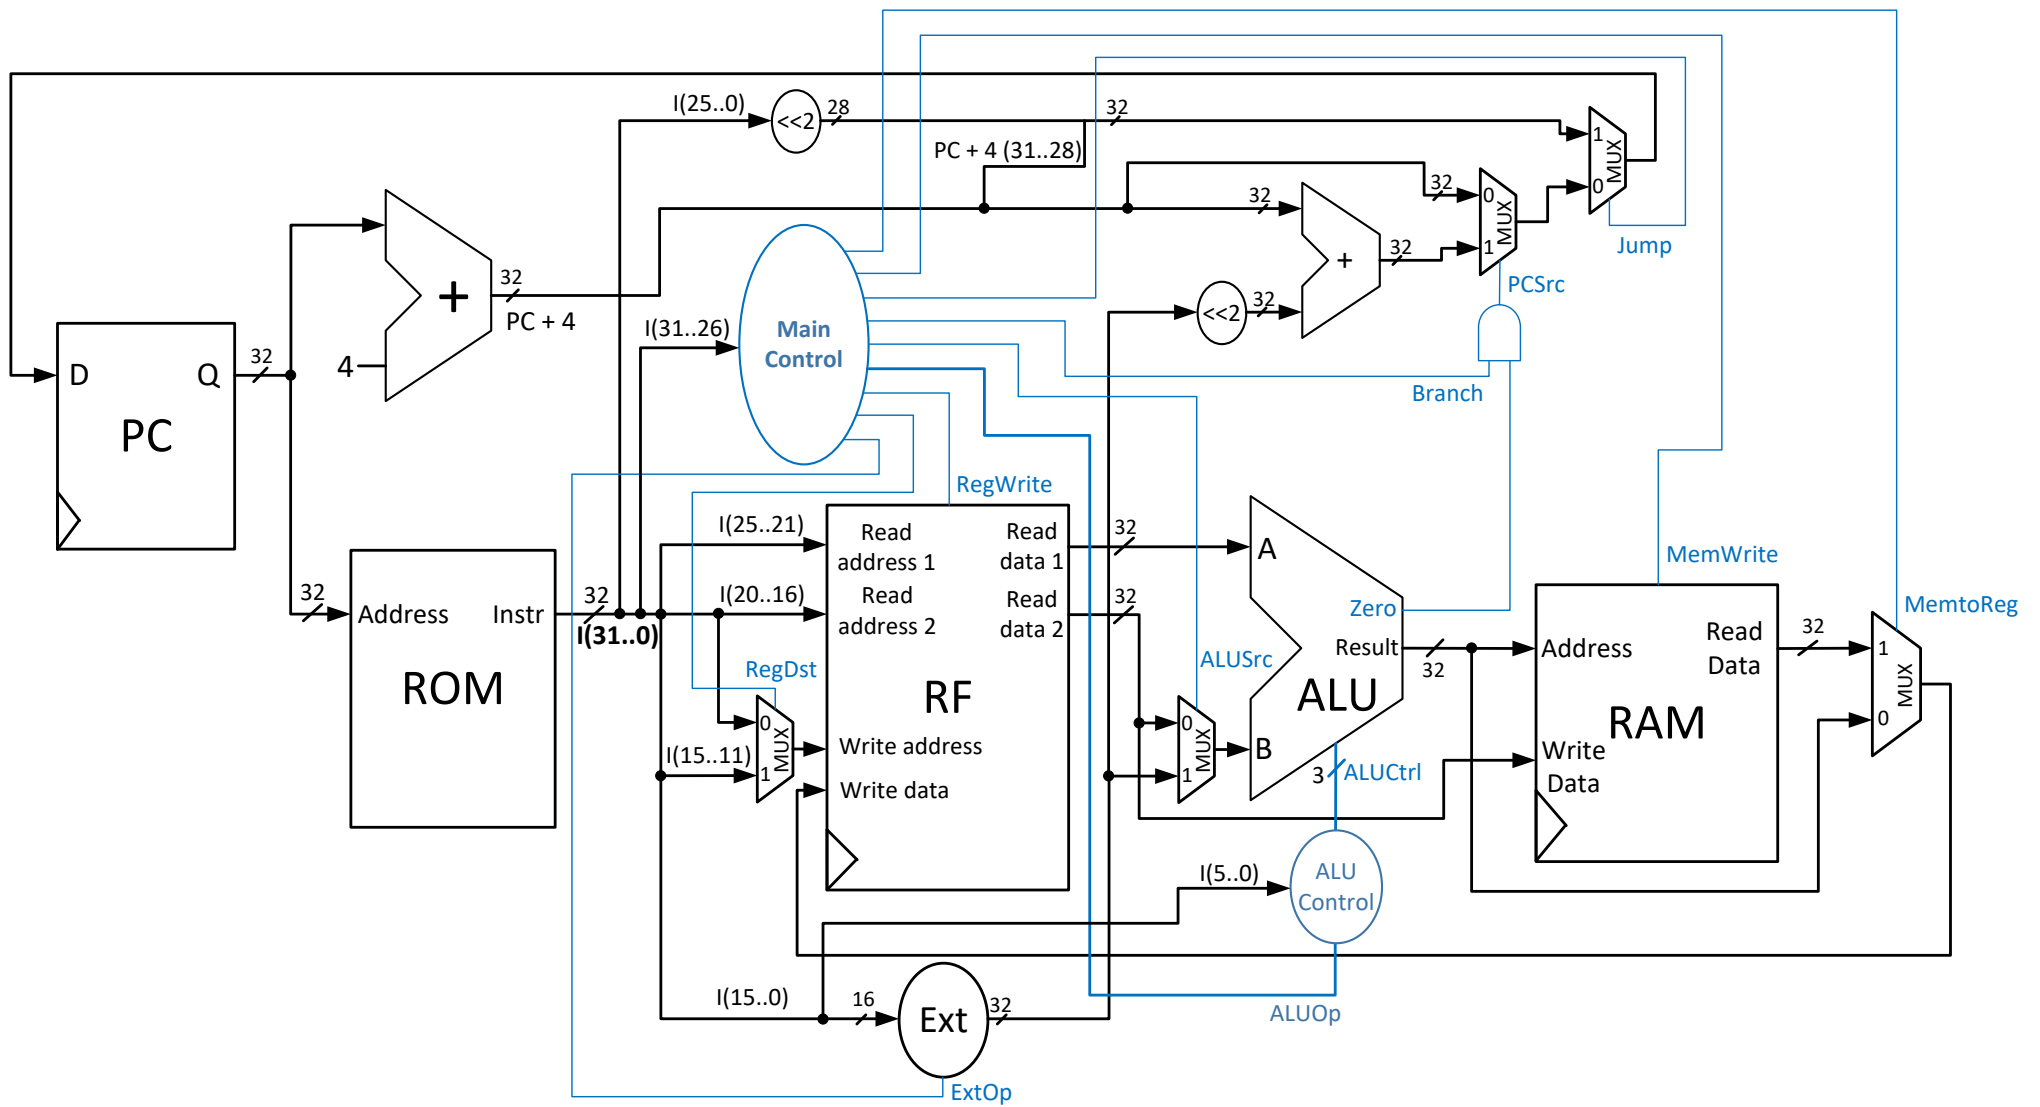 I(25..0)
<<2
28
32
1
MUX
0
PC + 4 (31..28)
32
0
MUX
1
32
+
32
Jump
PCSrc
+
32
PC + 4
4
I(31..26)
Main
Control
<<2
32
Branch
D
Q
32
PC
RegWrite
I(25..21)
Read
address 1
Read
data 1
32
A
32
Address
Instr
32
I(31..0)
ROM
I(20..16)
Read
address 2
Read
data 2
32
RegDst
0
MUX
1
I(15..11)
RF
Write address
Write data
ALUSrc
0
MUX
1
B
Zero
Result
32
ALU
3
ALUCtrl
MemWrite
Address
Read
Data
32
RAM
Write
Data
MemtoReg
1
MUX
0
I(5..0)
ALU
Control
I(15..0)
16
Ext
32
ALUOp
ExtOp